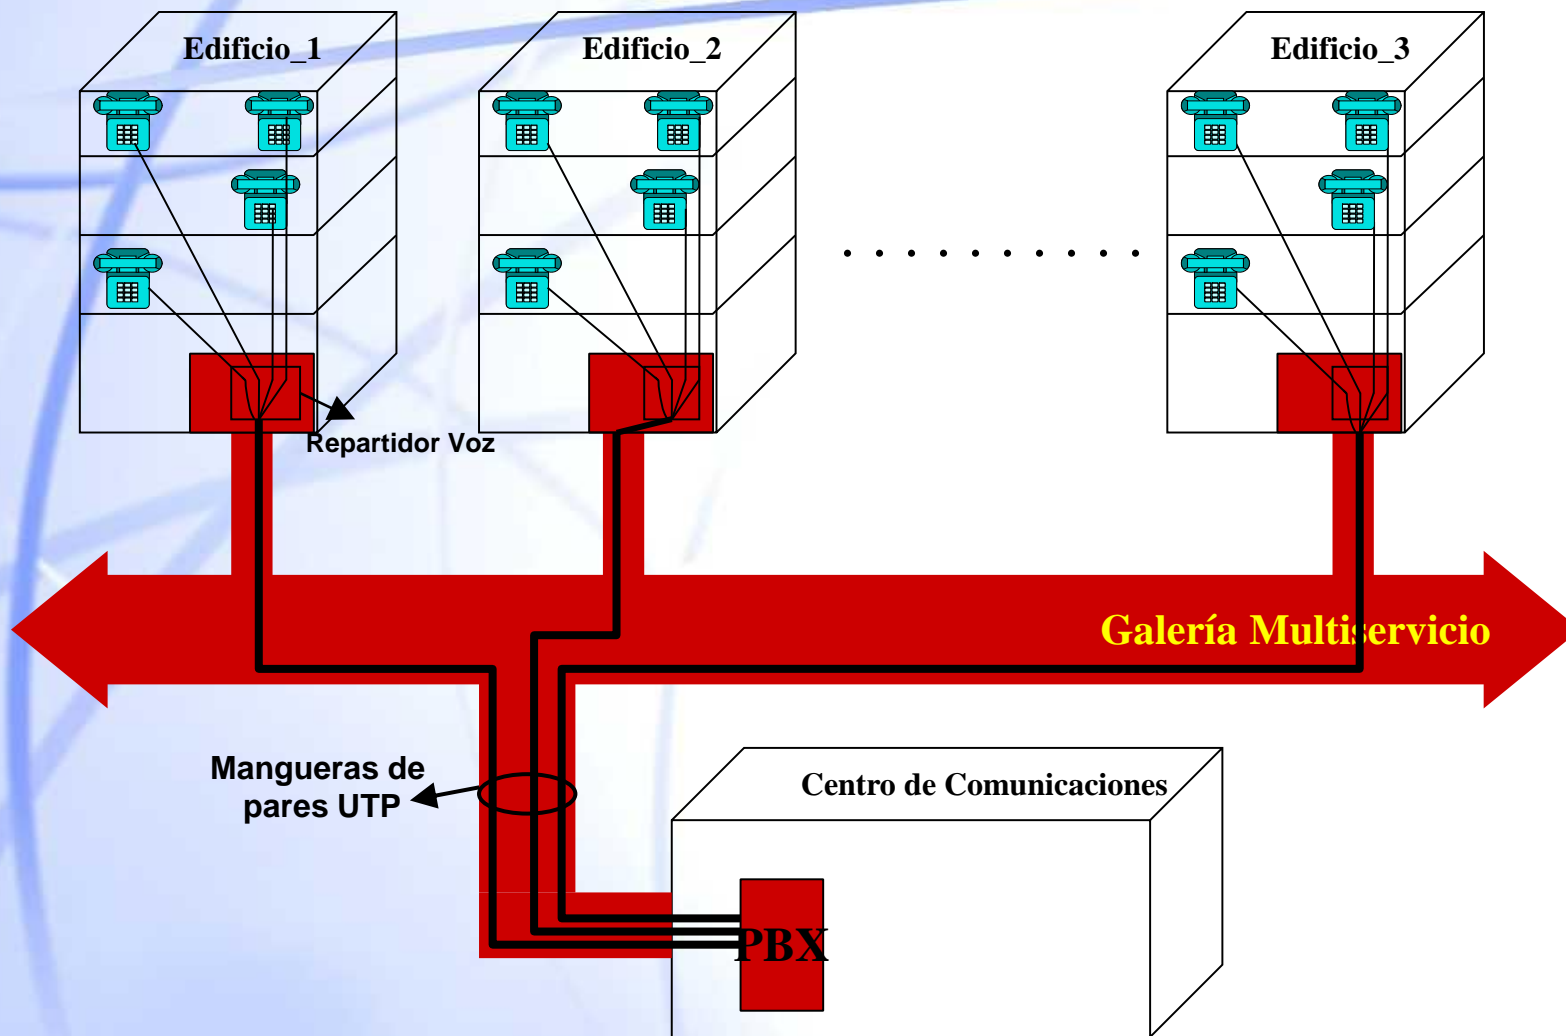 Edificio_1
Edificio_2
Edificio_3
Repartidor Voz
Galería Multiservicio
Mangueras de
pares UTP
Centro de Comunicaciones
PBX